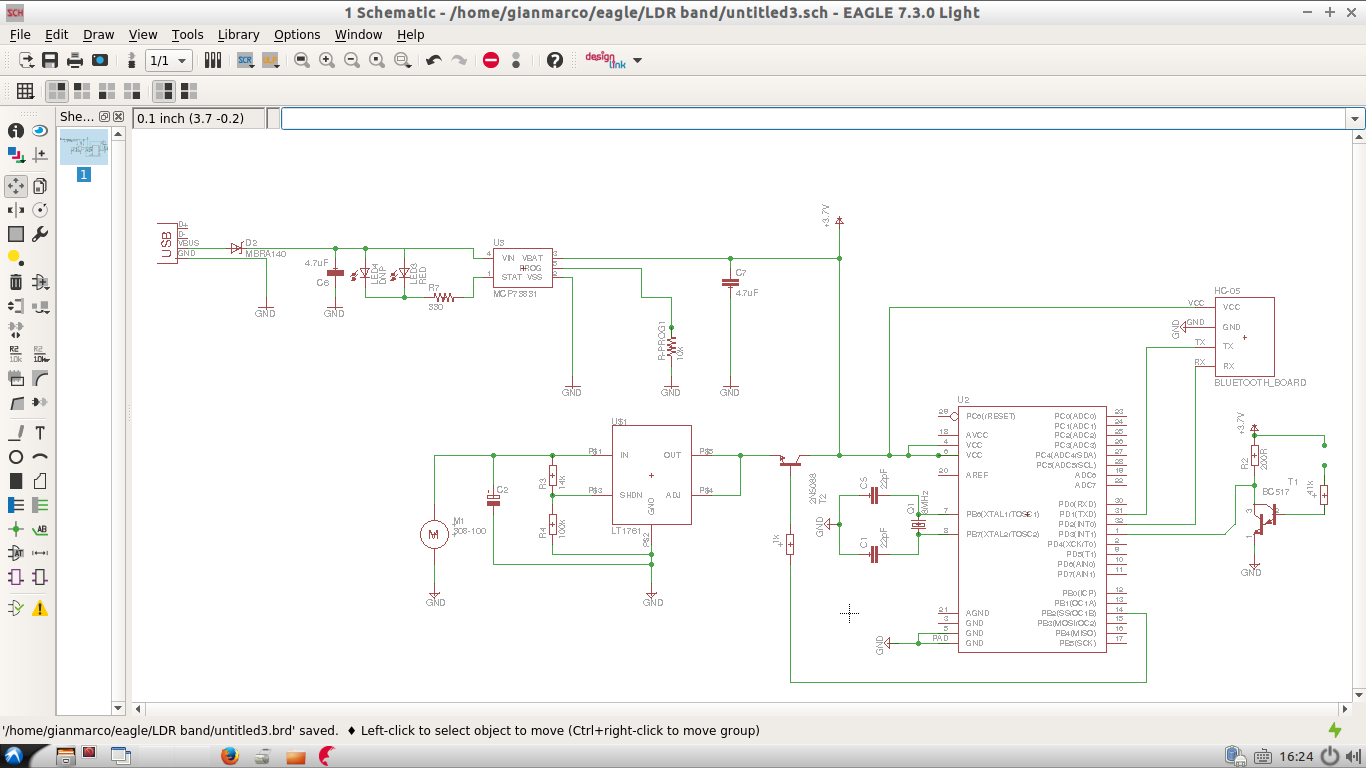 1 Schematic - /home/gianmarco/eagle/LDR band/untitled3.sch - EAGLE 7.3.0 Light
File Edit Draw View Tools Library Options Window Help
1/1
design link
0.1 inch (3.7 -0.2)
She...
1
USB
D+
D-
VBUS
GND
D2
MBRA140
GND
4.7uF
C6
GND
LED4
DNP
LED3
RED
R7
330
U3
4 VIN VBAT 3
PROG 5
1 STAT VSS 2
MCP73831
GND
R-PROG1
10k
GND
C7
4.7uF
GND
+3.7V
HC-05
VCC VCC
GND GND GND
TX TX
RX RX
BLUETOOTH_BOARD
M1
M
308-100
GND
C2
R3
14k
R4
100k
U$1
P$1 IN OUT P$5
P$3 SHDN ADJ P$4
GND
LT1761
P$2
GND
2N5088
T2
1k
GND
C5
22pF
C1
22pF
Q1
8MHZ
U2
29 PC6(/RESET) PC0(ADC0) 23
PC1(ADC1) 24
18 AVCC PC2(ADC2) 25
4 VCC PC3(ADC3) 26
6 VCC PC4(ADC4/SDA) 27
PC5(ADC5/SCL) 28
20 AREF ADC6 19
ADC7 22
PD0(RXD) 30
7 PB6(XTAL1/TOSC1) PD1(TXD) 31
PD2(INT0) 32
8 PB7(XTAL2/TOSC2) PD3(INT1) 1
PD4(XCK/T0) 2
PD5(T1) 9
PD6(AIN0) 10
PD7(AIN1) 11
PB0(ICP) 12
PB1(OC1A) 13
21 AGND PB2(SS/OC1B) 14
3 GND PB3(MOSI/OC2) 15
5 GND PB4(MISO) 16
PAD GND PB5(SCK) 17
GND
+3.7V
R2
200R
T1
BC517
3
1
41k
GND
'/home/gianmarco/eagle/LDR band/untitled3.brd' saved. ♦ Left-click to select object to move (Ctrl+right-click to move group)
16:24